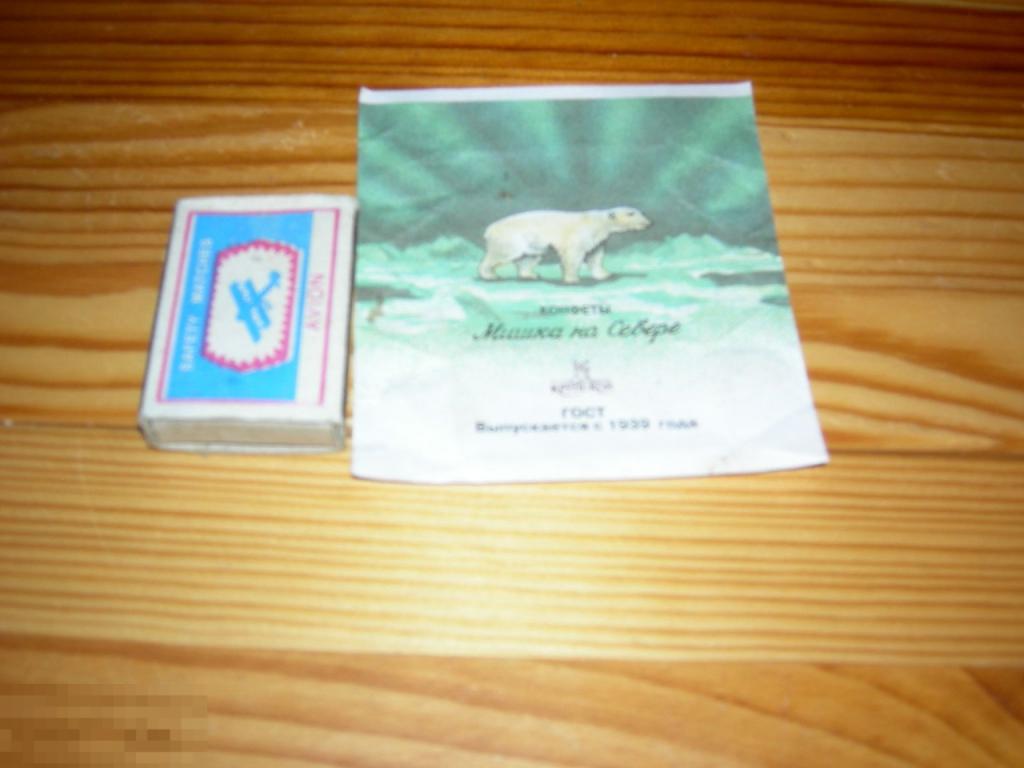 SAFETY MATCHES
AVION
КОНФЕТЫ
Мишка на Севере
ГОСТ
Выпускается с 1939 года